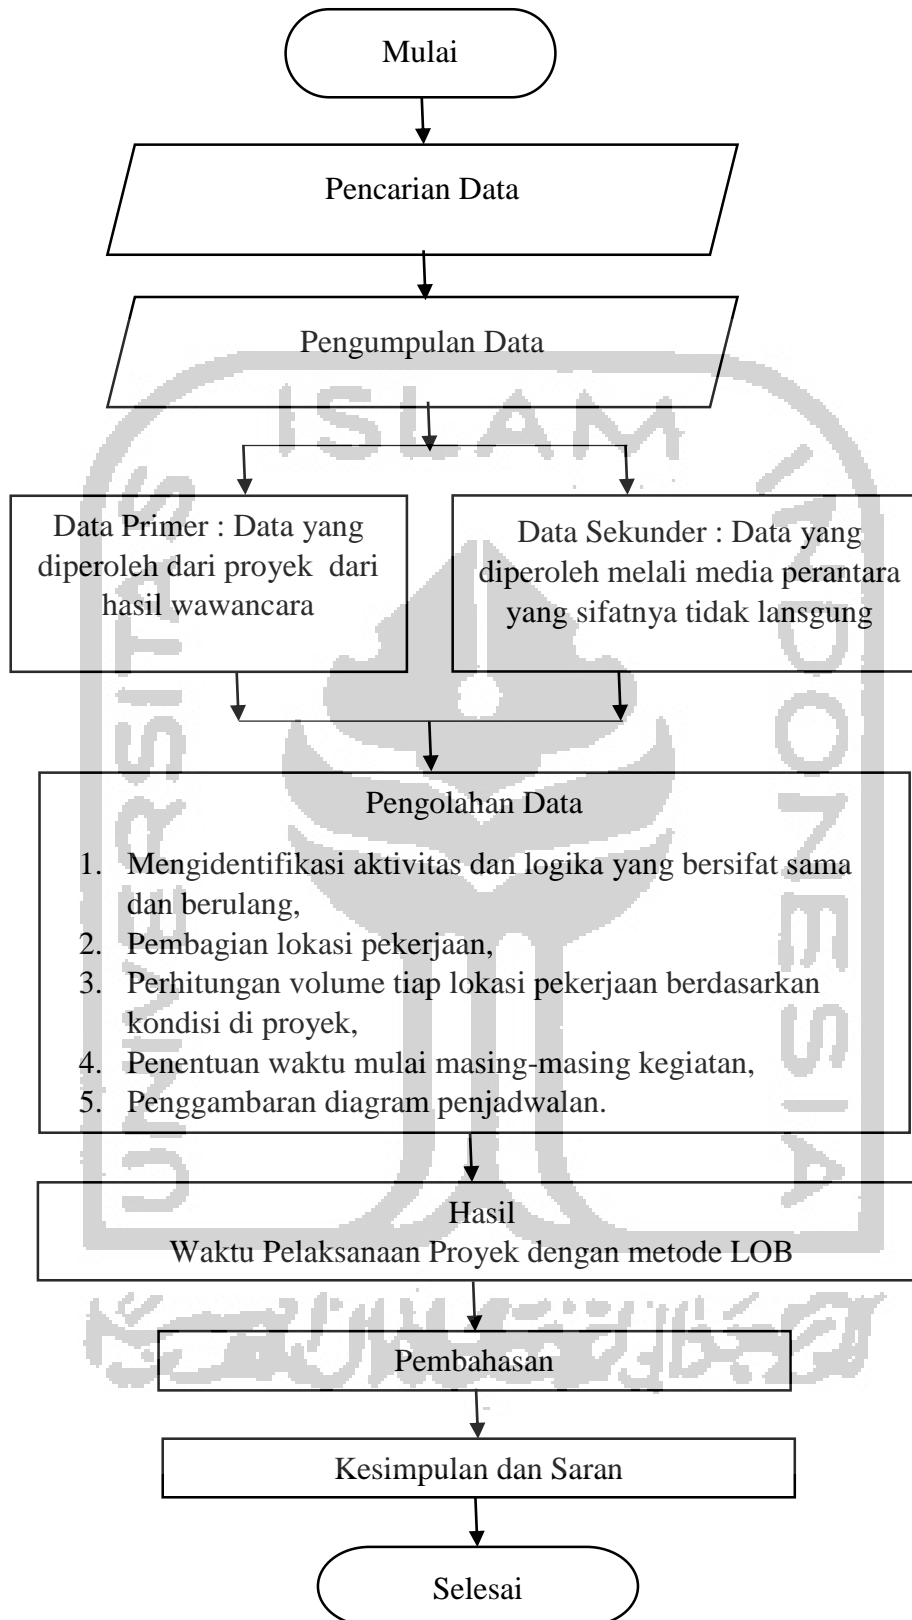 Mulai
Pencarian Data
Pengumpulan Data
ISLAM
UNIVERSITAS
INDONESIA
Data Primer : Data yang
diperoleh dari proyek  dari
hasil wawancara
Data Sekunder : Data yang
diperoleh melali media perantara
yang sifatnya tidak lansgung
Pengolahan Data
1. Mengidentifikasi aktivitas dan logika yang bersifat sama
dan berulang,
2. Pembagian lokasi pekerjaan,
3. Perhitungan volume tiap lokasi pekerjaan berdasarkan
kondisi di proyek,
4. Penentuan waktu mulai masing-masing kegiatan,
5. Penggambaran diagram penjadwalan.
Hasil
Waktu Pelaksanaan Proyek dengan metode LOB
Pembahasan
Kesimpulan dan Saran
Selesai